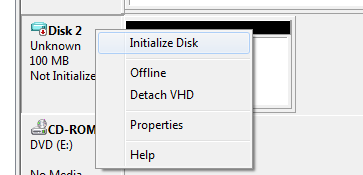 Disk 2
Unknown
100 MB
Not Initialize
Initialize Disk
Offline
Detach VHD
Properties
Help
CD-ROM
DVD (E:)
No Media